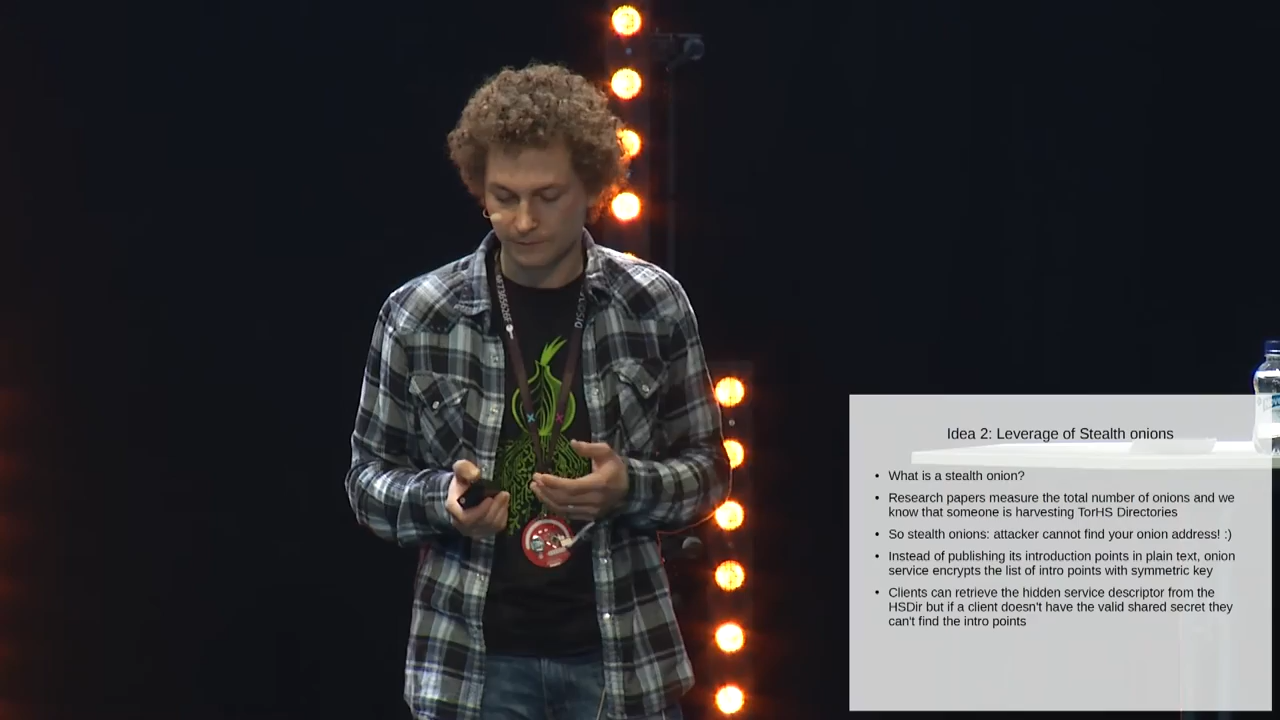 Idea 2: Leverage of Stealth onions
• What is a stealth onion?
• Research papers measure the total number of onions and we
know that someone is harvesting TorHS Directories
• So stealth onions: attacker cannot find your onion address! :)
• Instead of publishing its introduction points in plain text, onion
service encrypts the list of intro points with symmetric key
• Clients can retrieve the hidden service descriptor from the
HSDir but if a client doesn't have the valid shared secret they
can't find the intro points